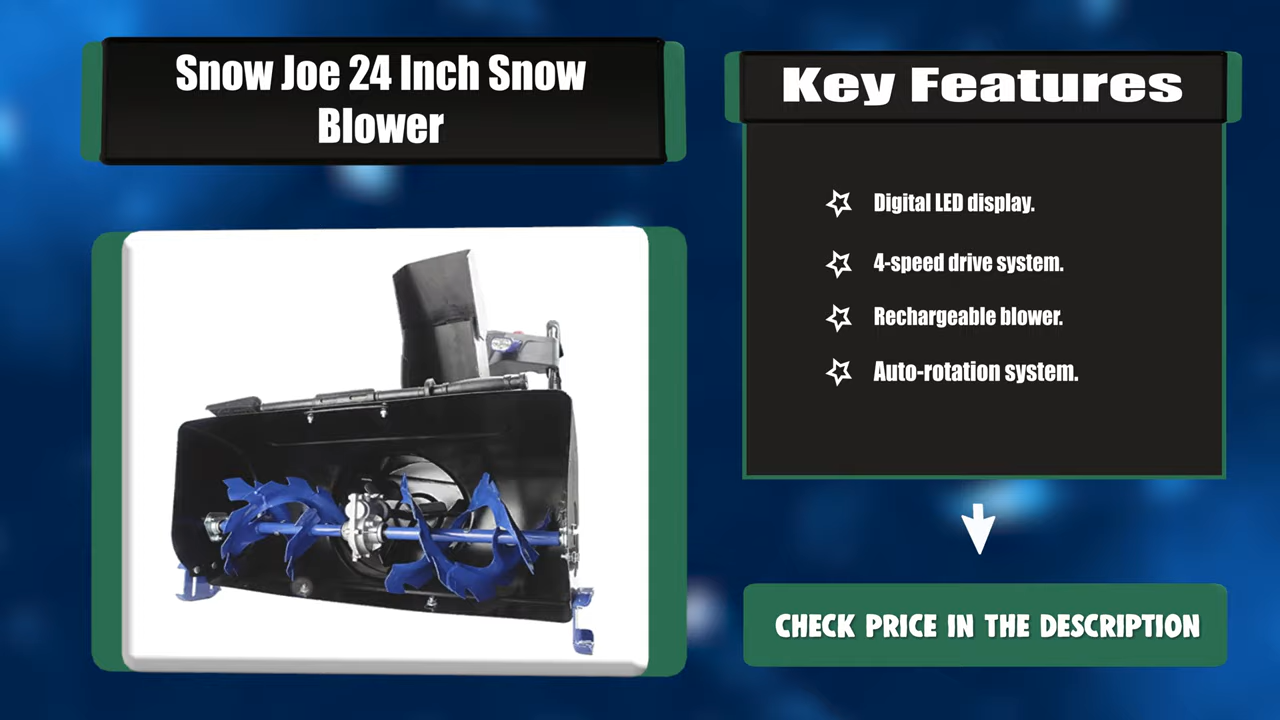 Snow Joe 24 Inch Snow
Blower
Key Features
Digital LED display.
4-speed drive system.
Rechargeable blower.
Auto-rotation system.
CHECK PRICE IN THE DESCRIPTION